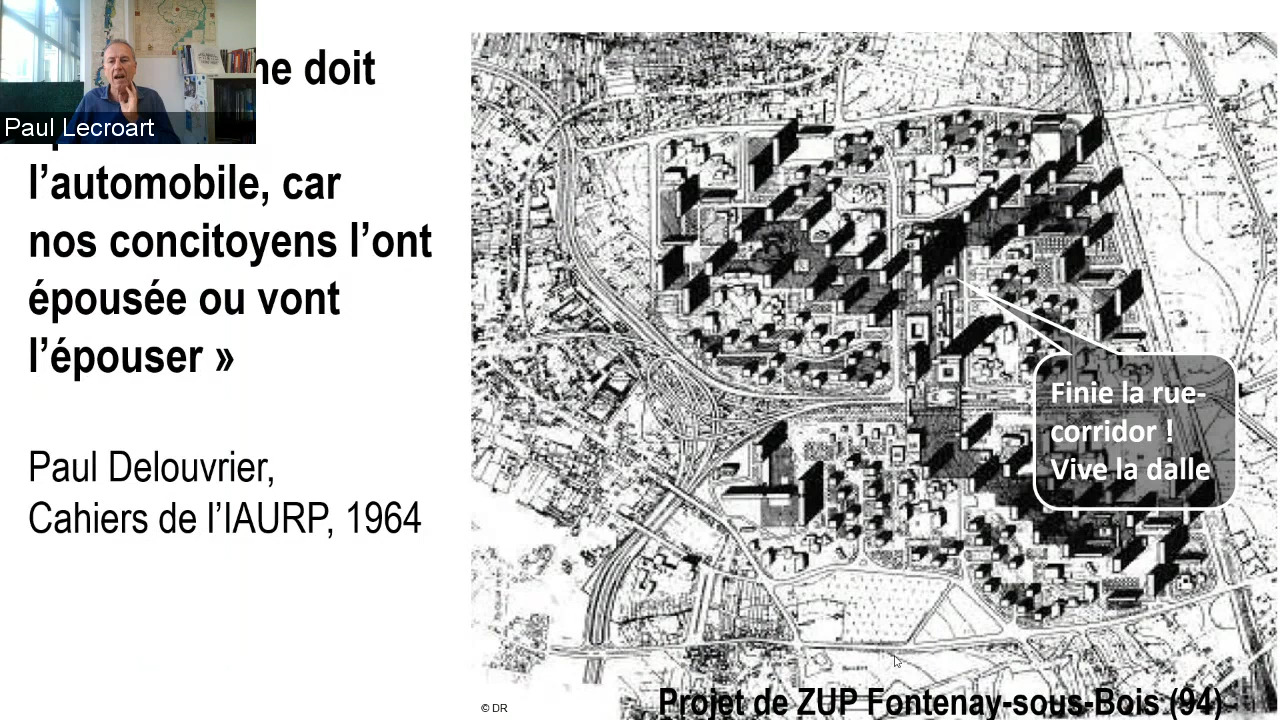 Paul Lecroart
ne doit
l’automobile, car
nos concitoyens l’ont
épousée ou vont
l’épouser »
Paul Delouvrier,
Cahiers de l’IAURP, 1964
Finie la rue-
corridor !
Vive la dalle
© DR
Projet de ZUP Fontenay-sous-Bois (94)